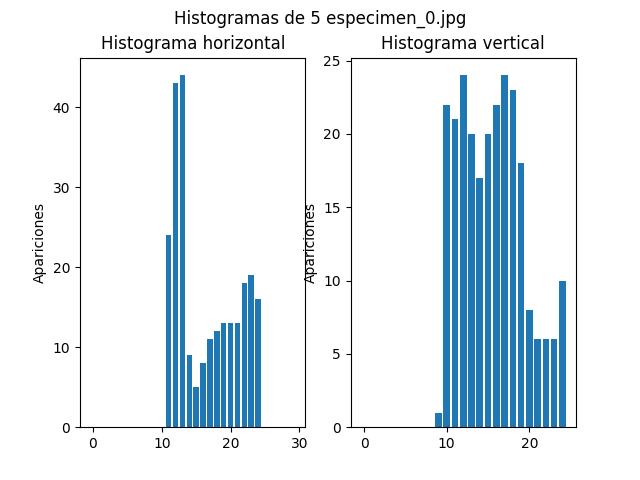 Histogramas de 5 especimen_0.jpg
Histograma horizontal
Histograma vertical
Apariciones
40
30
20
10
0
0 10 20 30
Apariciones
25
20
15
10
5
0
0 10 20